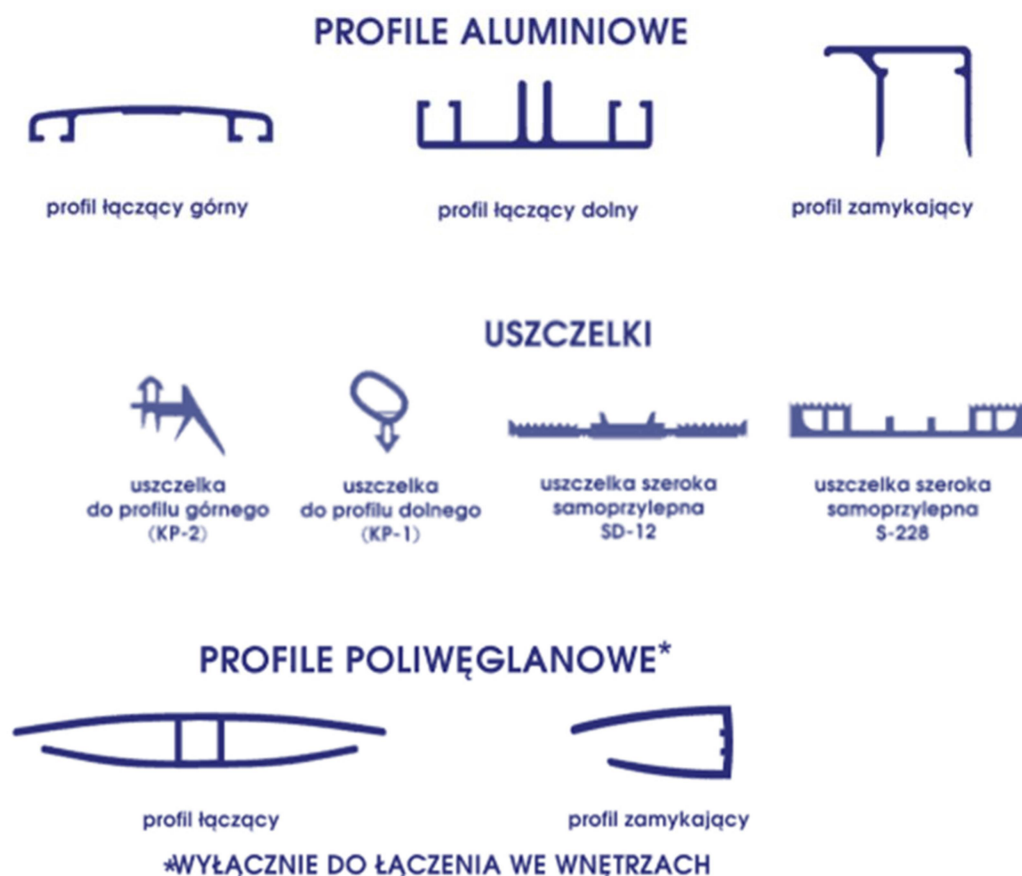 PROFILE ALUMINIOWE
profil łączący górny
profil łączący dolny
profil zamykający
USZCZELKI
uszczelka
do profilu górnego
(KP-2)
uszczelka
do profilu dolnego
(KP-1)
uszczelka szeroka
samoprzylepna
SD-12
uszczelka szeroka
samoprzylepna
S-228
PROFILE POLIWĘGLANOWE*
profil łączący
profil zamykający
*WYŁĄCZNIE DO ŁĄCZENIA WE WNĘTRZACH